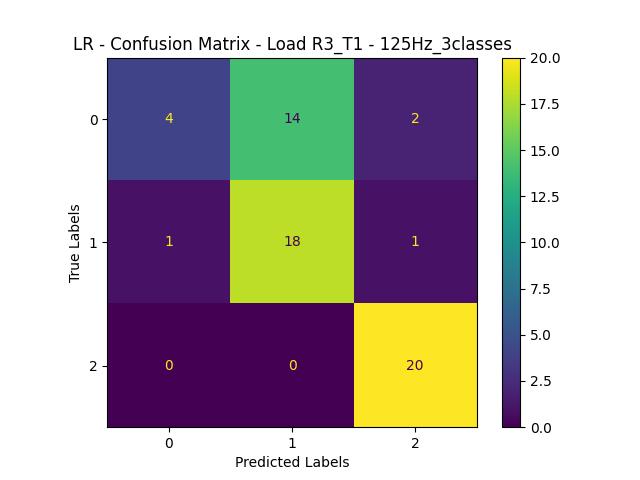 LR - Confusion Matrix - Load R3_T1 - 125Hz_3classes
20.0
17.5
15.0
12.5
10.0
7.5
5.0
2.5
0.0
True Labels
0
4 14 2
1
1 18 1
2
0 0 20
0 1 2
Predicted Labels